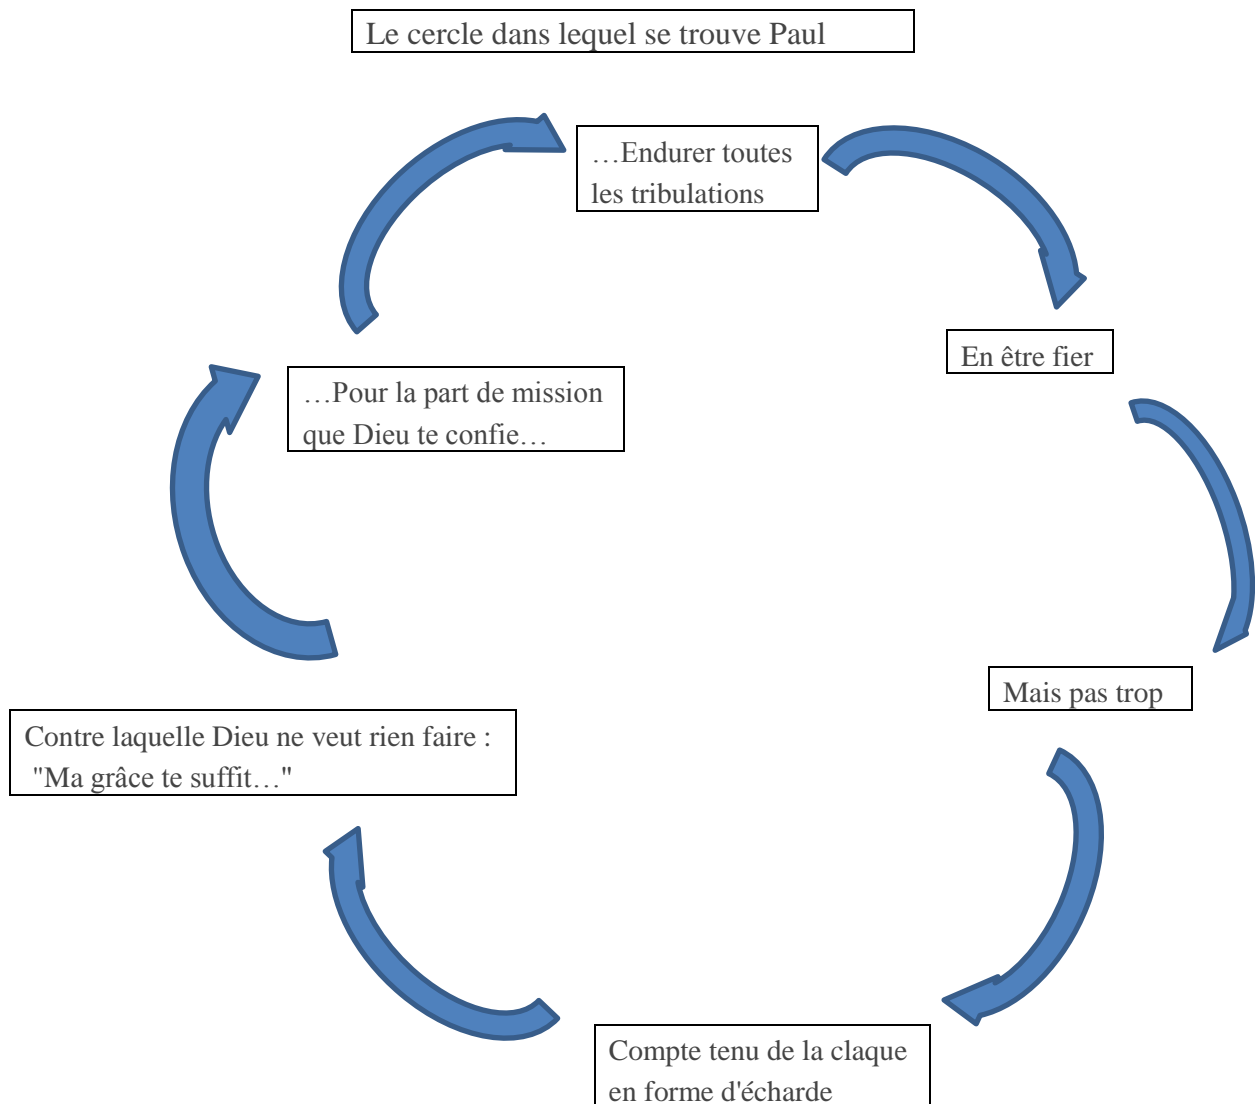 Le cercle dans lequel se trouve Paul
…Endurer toutes
les tribulations
En être fier
Mais pas trop
Compte tenu de la claque
en forme d'écharde
Contre laquelle Dieu ne veut rien faire :
"Ma grâce te suffit…"
…Pour la part de mission
que Dieu te confie…